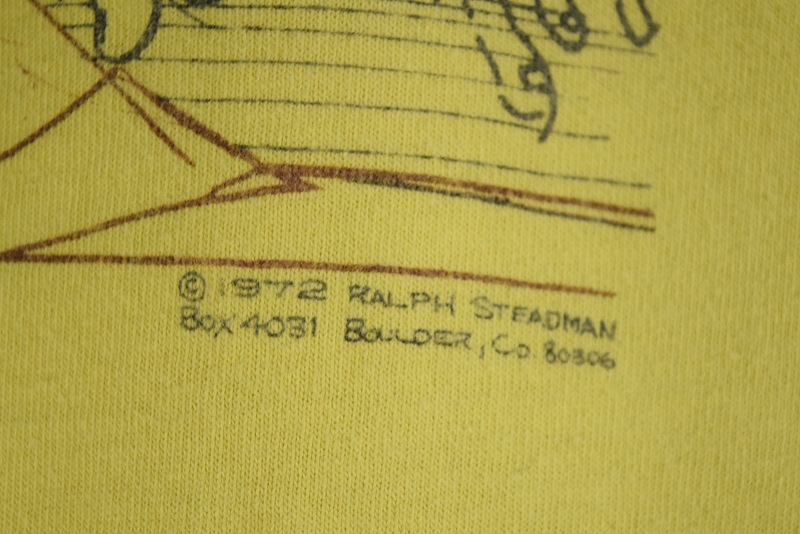 © 1972 RALPH STEADMAN
BOX 4031 BOULDER, CO. 80306